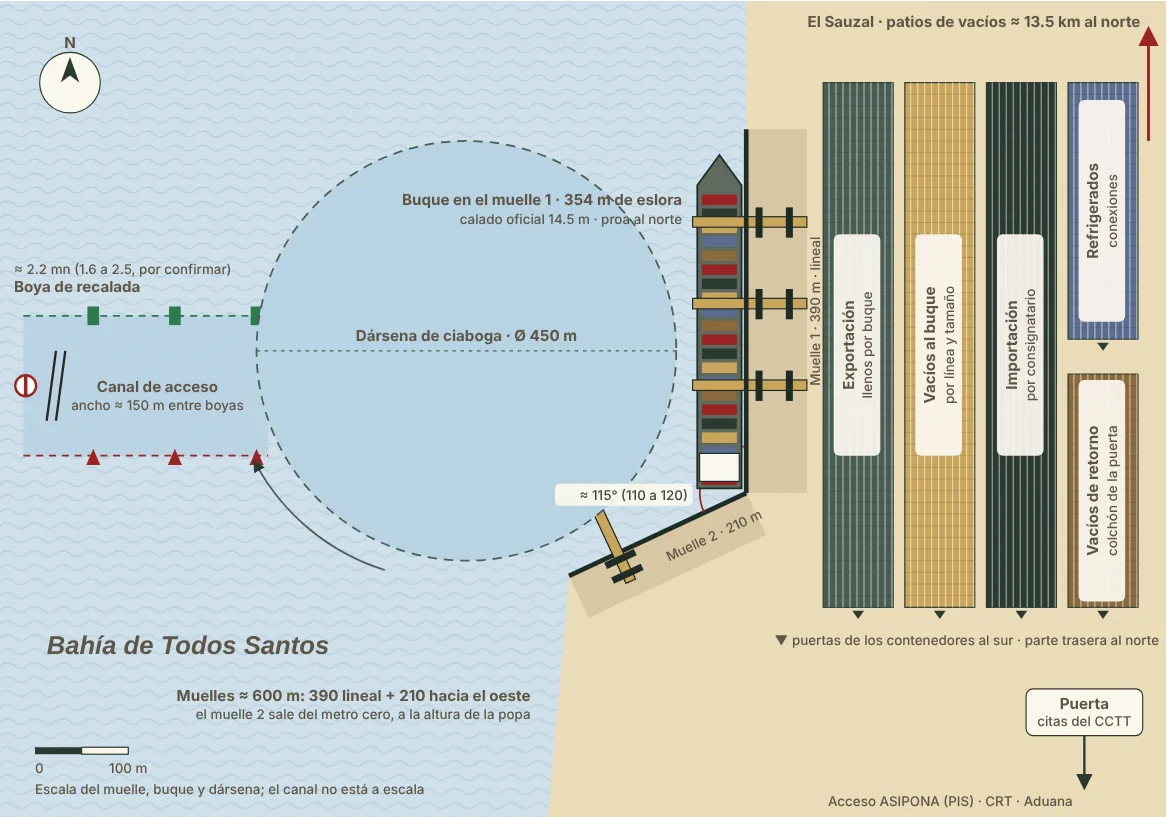 El Sauzal · patios de vacíos ≈ 13.5 km al norte
N
Buque en el muelle 1 · 354 m de eslora
calado oficial 14.5 m · proa al norte
≈ 2.2 mn (1.6 a 2.5, por confirmar)
Boya de recalada
Dársena de ciaboga · Ø 450 m
Canal de acceso
ancho ≈ 150 m entre boyas
Muelle 1 · 390 m · lineal
Exportación
llenos por buque
Vacíos al buque
por línea y tamaño
Importación
por consignatario
Refrigerados
conexiones
Vacíos de retorno
colchón de la puerta
≈ 115° (110 a 120)
Muelle 2 · 210 m
▼ puertas de los contenedores al sur · parte trasera al norte
Bahía de Todos Santos
Muelles ≈ 600 m: 390 lineal + 210 hacia el oeste
el muelle 2 sale del metro cero, a la altura de la popa
Puerta
citas del CCTT
0 100 m
Escala del muelle, buque y dársena; el canal no está a escala
Acceso ASIPONA (PIS) · CRT · Aduana